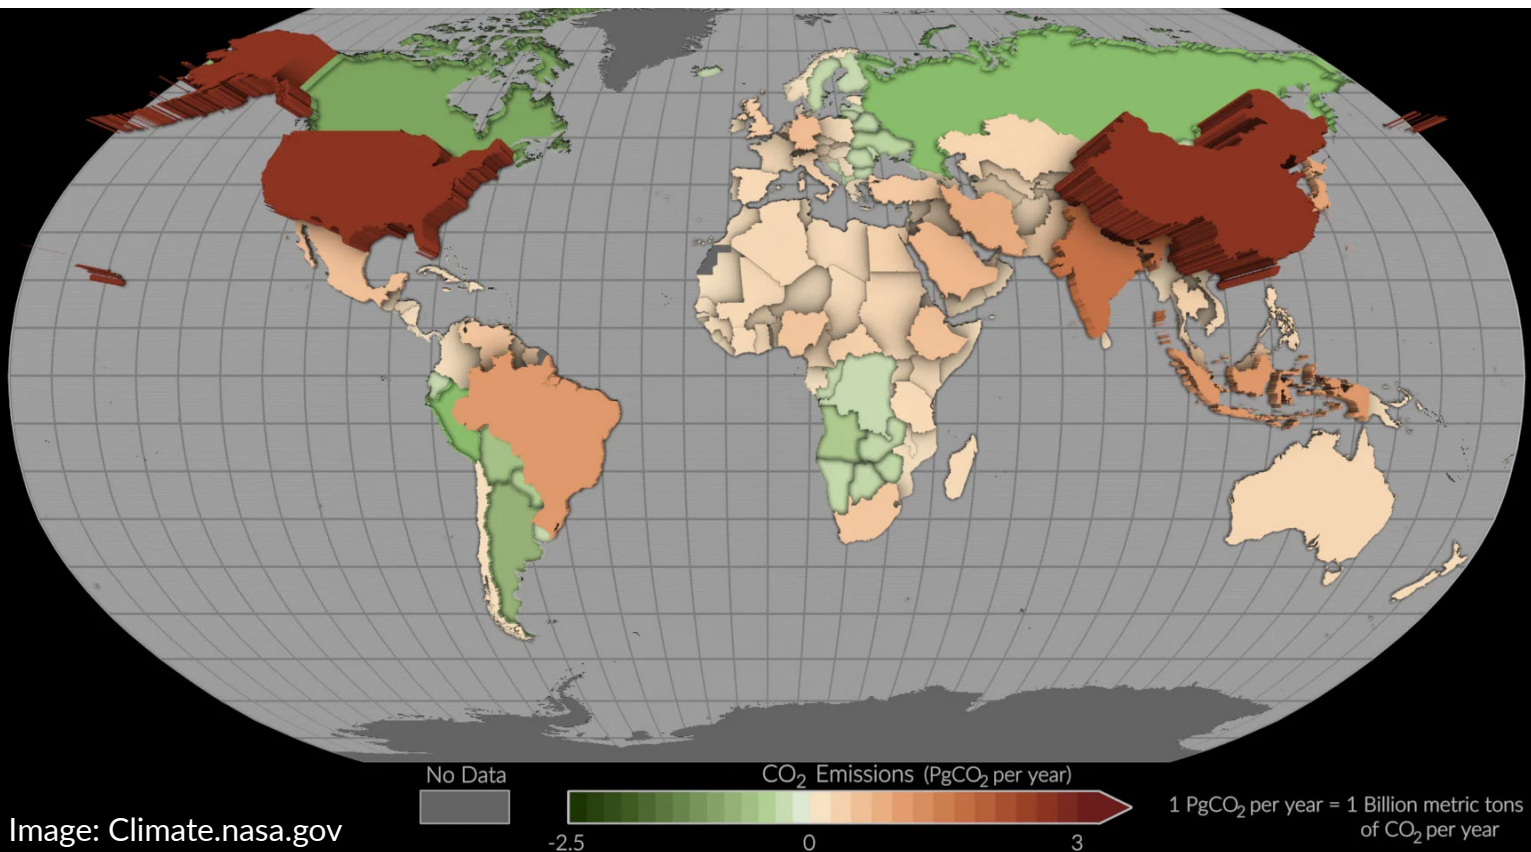 No Data
CO₂ Emissions (PgCO₂ per year)
-2.5 0 3
1 PgCO₂ per year = 1 Billion metric tons
of CO₂ per year
Image: Climate.nasa.gov